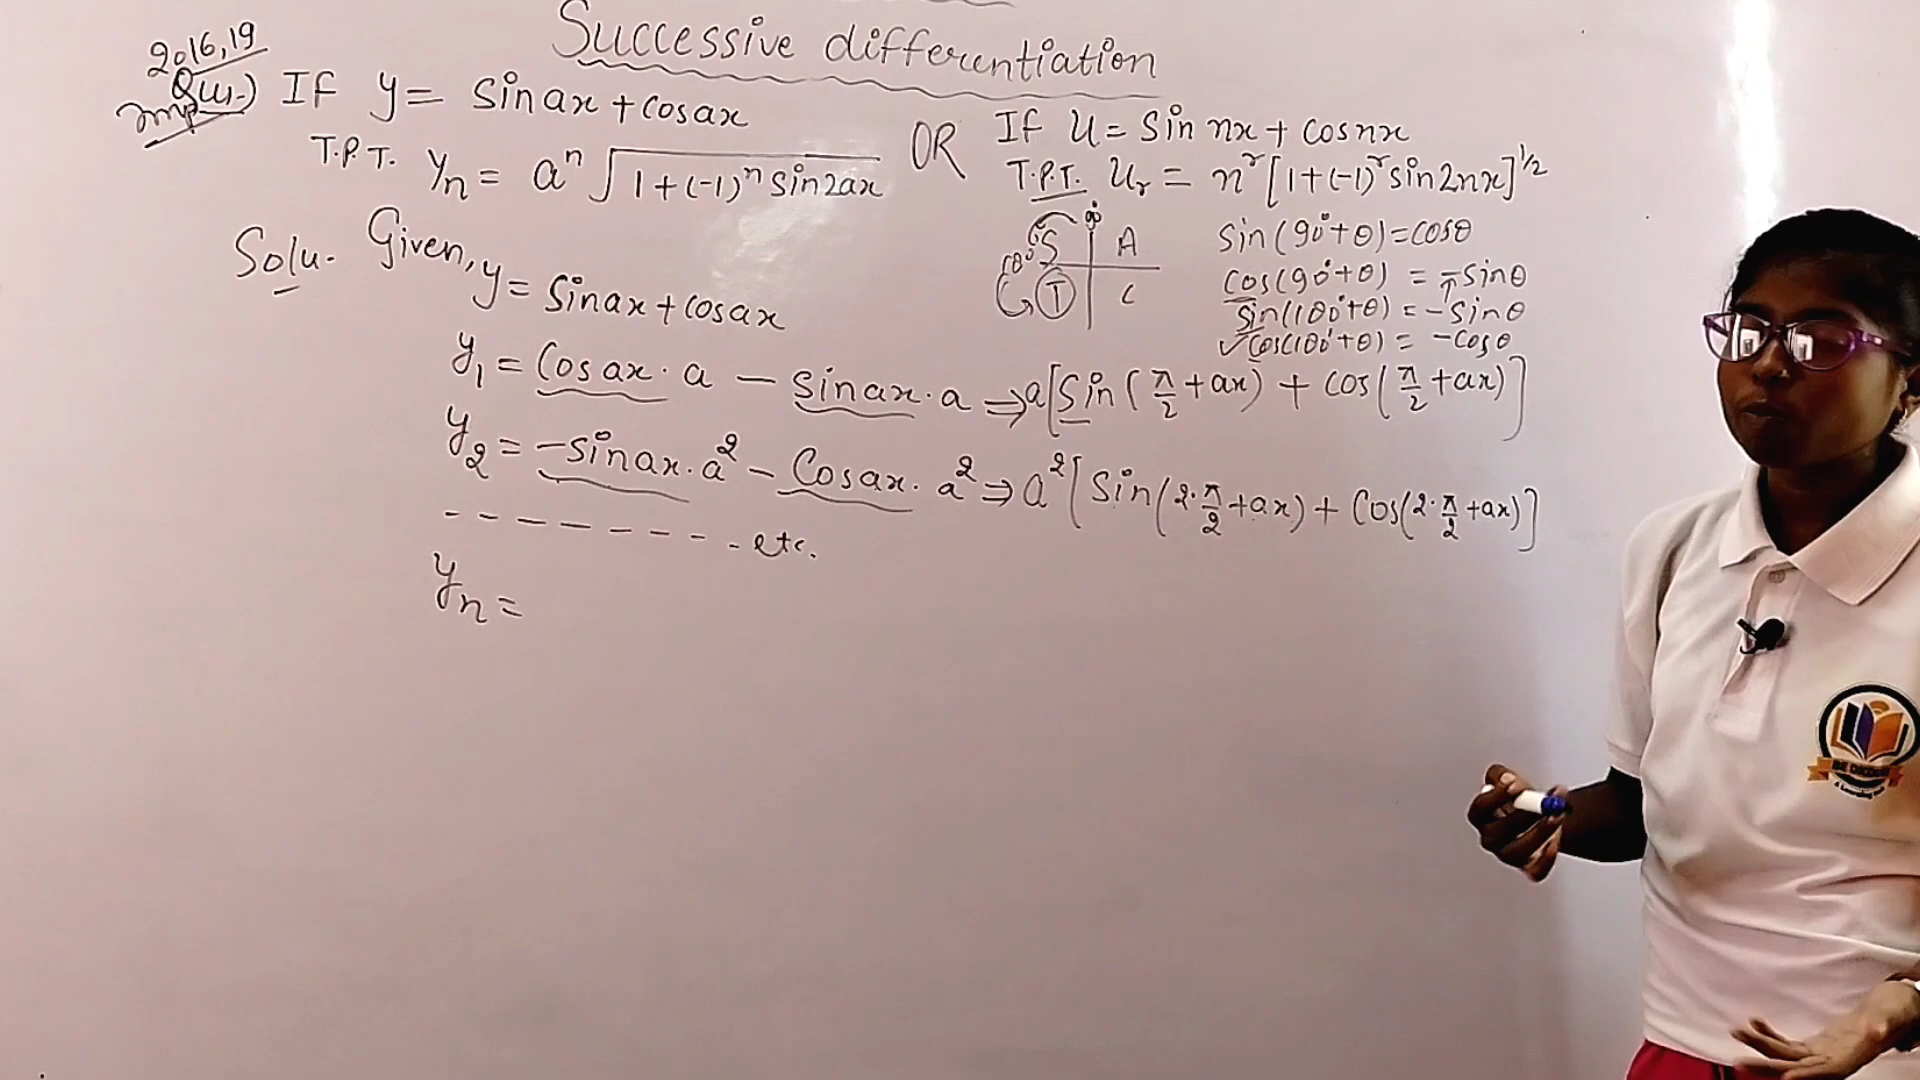 Successive differentiation
2016,19
Imp Q(4.) If y = sinax + cosax
T.P.T. yₙ = aⁿ √(1+(-1)ⁿ sin2ax)
OR
If U = sin nx + cosnx
T.P.T. Uᵣ = nʳ [1+(-1)ʳ sin2nx]^1/2
90°
S A
180°
T C
sin(90°+θ) = cosθ
cos(90°+θ) = -sinθ
sin(180°+θ) = -sinθ
✓cos(180°+θ) = -cosθ
Solu. Given, y = sinax + cosax
y₁ = cosax · a - sinax · a ⇒ a[sin(π/2 + ax) + cos(π/2 + ax)]
y₂ = -sinax · a² - cosax · a² ⇒ a²[sin(2·π/2 + ax) + cos(2·π/2 + ax)]
- - - - - - - - - etc.
yₙ =